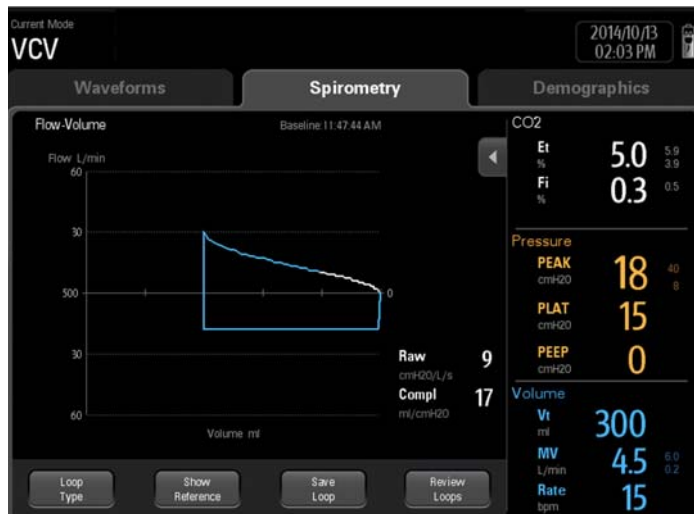 Current Mode
VCV
2014/10/13
02:03 PM
Waveforms
Spirometry
Demographics
Flow-Volume
Baseline 11:47:44 AM
Flow L/min
60
30
500
0
30
60
Volume ml
Raw 9
cmH2O/L/s
Compl 17
ml/cmH2O
CO2
Et 5.0 5.9
% 3.9
Fi 0.3 0.5
%
Pressure
PEAK 18 40
cmH2O 8
PLAT 15
cmH2O
PEEP 0
cmH2O
Volume
Vt 300
ml
MV 4.5 6.0
L/min 0.2
Rate 15
bpm
Loop
Type
Show
Reference
Save
Loop
Review
Loops